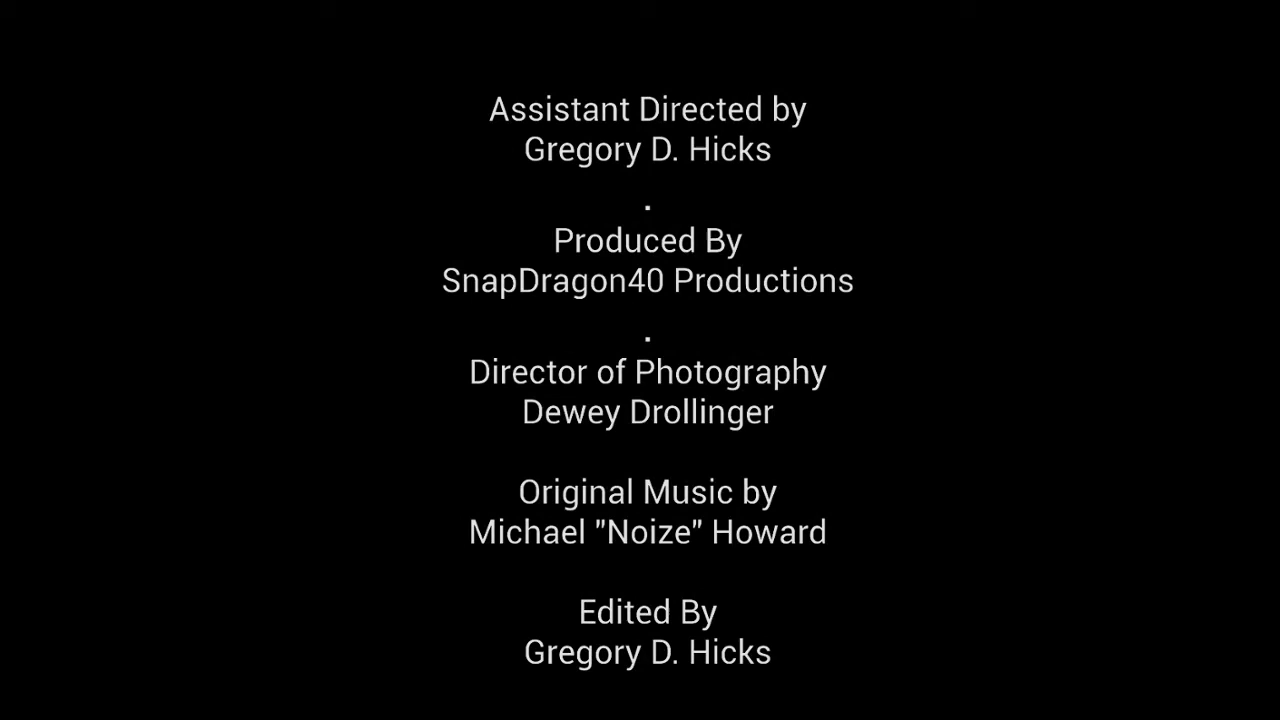 Assistant Directed by
Gregory D. Hicks
.
Produced By
SnapDragon40 Productions
.
Director of Photography
Dewey Drollinger
Original Music by
Michael "Noize" Howard
Edited By
Gregory D. Hicks